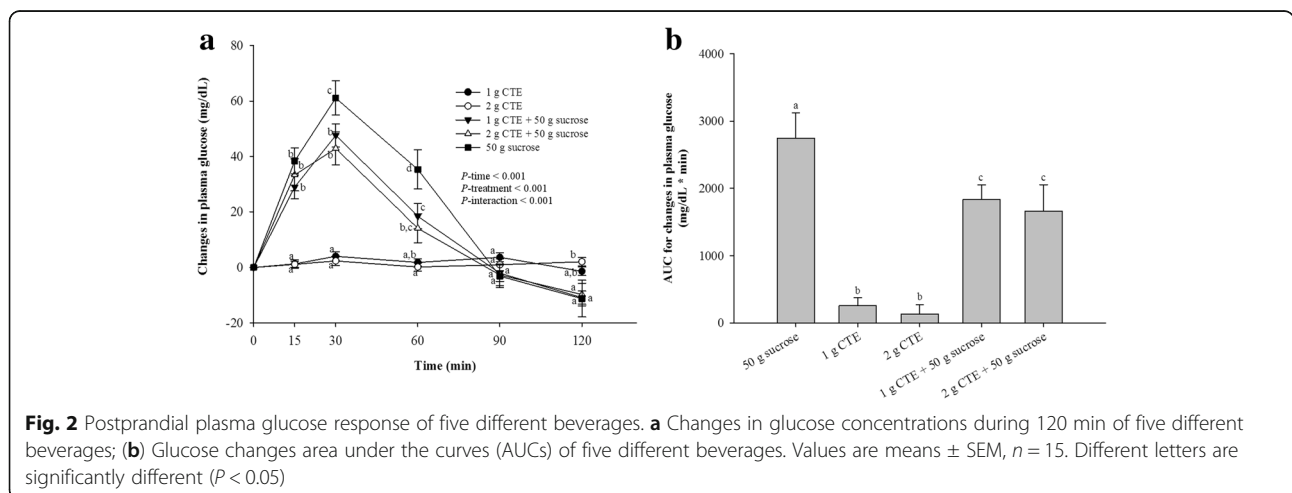 a
80
60
40
20
0
-20
Changes in plasma glucose (mg/dL)
0 15 30 60 90 120
Time (min)
1 g CTE
2 g CTE
1 g CTE + 50 g sucrose
2 g CTE + 50 g sucrose
50 g sucrose
P-time < 0.001
P-treatment < 0.001
P-interaction < 0.001
c
b
b
b
b
b
d
c
b,c
a
a
a
a
a,b
a
a
a
a
a
a
b
a,b
a
a
a
b
4000
3000
2000
1000
0
AUC for changes in plasma glucose
(mg/dL * min)
a
b
b
c
c
50 g sucrose
1 g CTE
2 g CTE
1 g CTE + 50 g sucrose
2 g CTE + 50 g sucrose
Fig. 2 Postprandial plasma glucose response of five different beverages. a Changes in glucose concentrations during 120 min of five different
beverages; (b) Glucose changes area under the curves (AUCs) of five different beverages. Values are means ± SEM, n = 15. Different letters are
significantly different (P < 0.05)